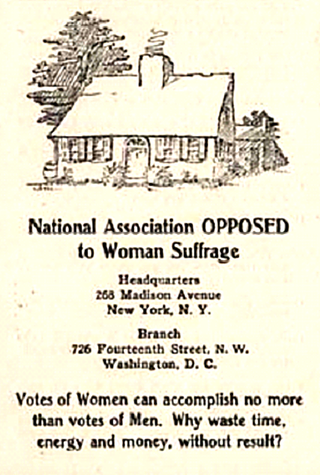 National Association OPPOSED
to Woman Suffrage
Headquarters
268 Madison Avenue
New York, N. Y.
Branch
726 Fourteenth Street, N. W.
Washington, D. C.
Votes of Women can accomplish no more
than votes of Men. Why waste time,
energy and money, without result?